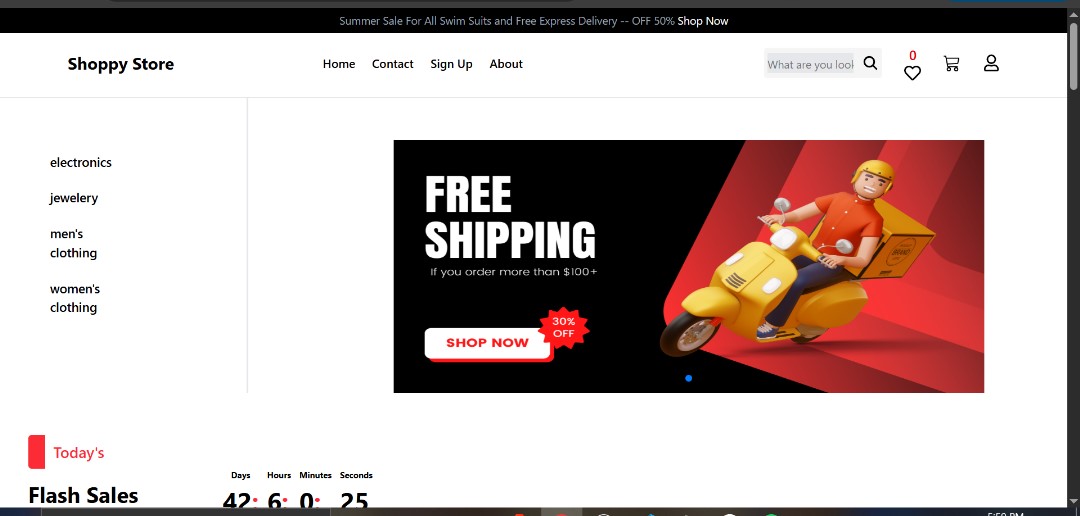 Summer Sale For All Swim Suits and Free Express Delivery -- OFF 50% Shop Now
Shoppy Store
Home Contact Sign Up About
What are you lool
0
electronics
jewelery
men's
clothing
women's
clothing
FREE
SHIPPING
If you order more than $100+
30%
OFF
SHOP NOW
Today's
Flash Sales
Days Hours Minutes Seconds
42: 6: 0: 25